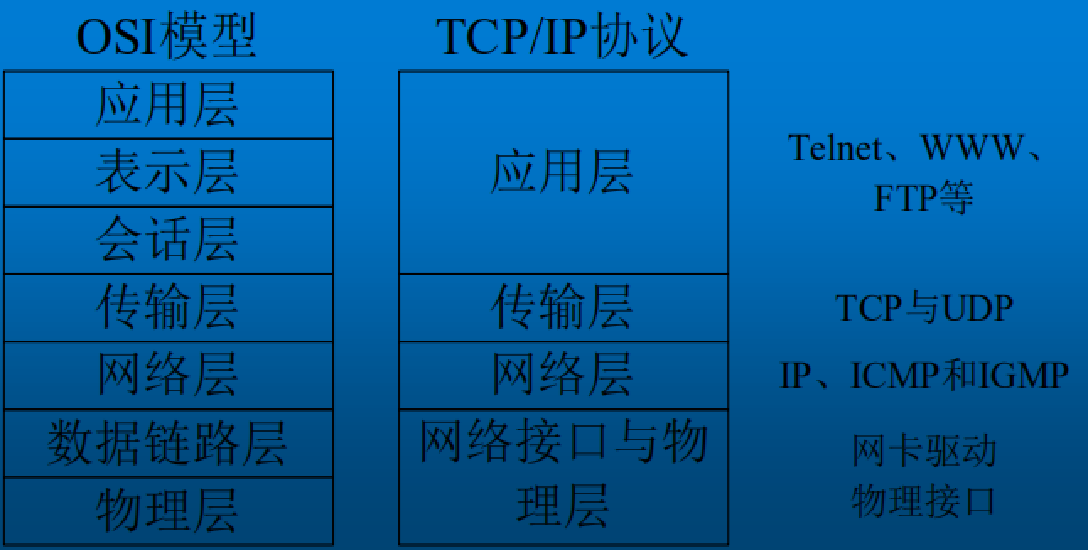 OSI模型 TCP/IP协议
应用层
表示层
会话层
传输层
网络层
数据链路层
物理层
应用层
传输层
网络层
网络接口与物
理层
Telnet、WWW、
FTP等
TCP与UDP
IP、ICMP和IGMP
网卡驱动
物理接口